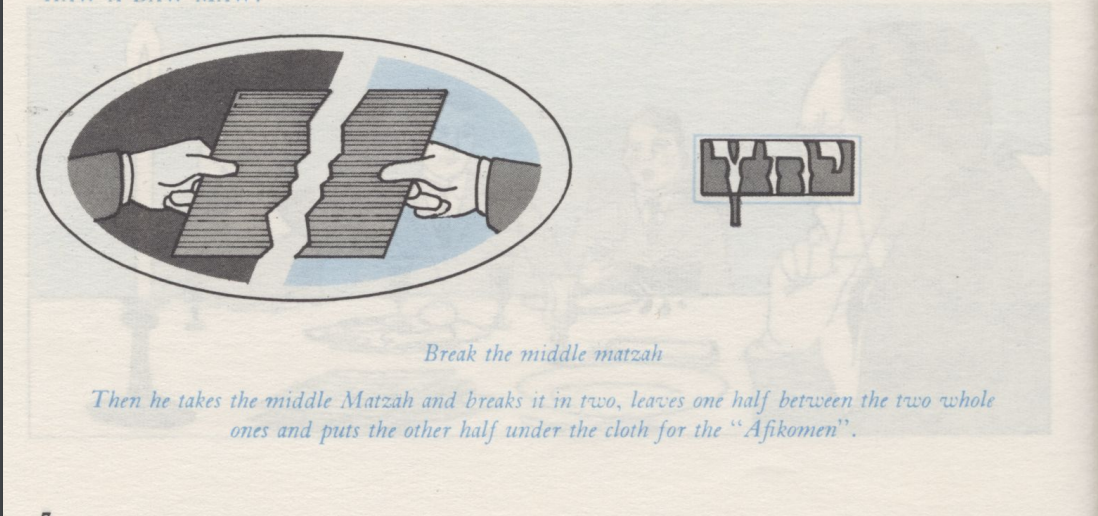 יחץ
Break the middle matzah
Then he takes the middle Matzah and breaks it in two, leaves one half between the two whole
ones and puts the other half under the cloth for the “Afikomen”.